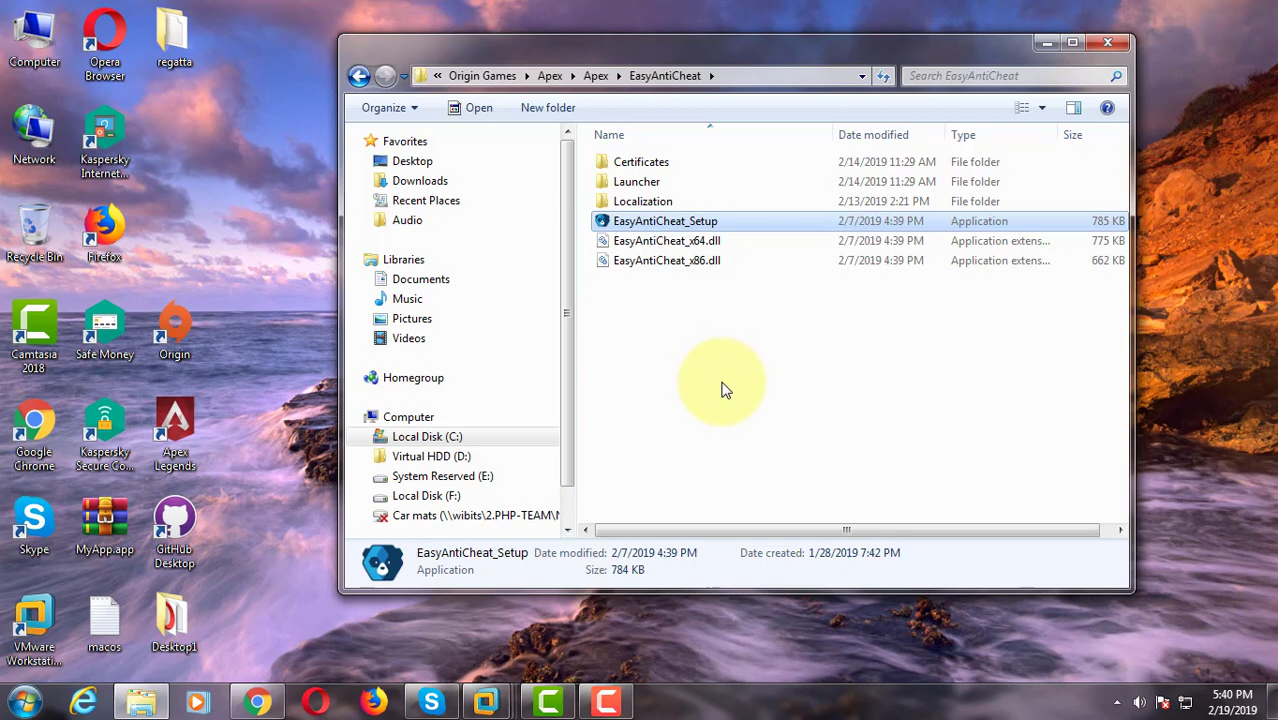 Computer
Opera
Browser
regatta
Network
Kaspersky
Internet...
Recycle Bin
Firefox
Camtasia
2018
Safe Money
Origin
Google
Chrome
Kaspersky
Secure Co...
Apex
Legends
Skype
MyApp.app
GitHub
Desktop
VMware
Workstati...
macos
Desktop1
« Origin Games Apex Apex EasyAntiCheat
Search EasyAntiCheat
Organize Open New folder
Favorites
Desktop
Downloads
Recent Places
Audio
Libraries
Documents
Music
Pictures
Videos
Homegroup
Computer
Local Disk (C:)
Virtual HDD (D:)
System Reserved (E:)
Local Disk (F:)
Car mats (\\wibits\2.PHP-TEAM\
Name Date modified Type Size
Certificates 2/14/2019 11:29 AM File folder
Launcher 2/14/2019 11:29 AM File folder
Localization 2/13/2019 2:21 PM File folder
EasyAntiCheat_Setup 2/7/2019 4:39 PM Application 785 KB
EasyAntiCheat_x64.dll 2/7/2019 4:39 PM Application extens... 775 KB
EasyAntiCheat_x86.dll 2/7/2019 4:39 PM Application extens... 662 KB
EasyAntiCheat_Setup Date modified: 2/7/2019 4:39 PM Date created: 1/28/2019 7:42 PM
Application Size: 784 KB
5:40 PM
2/19/2019